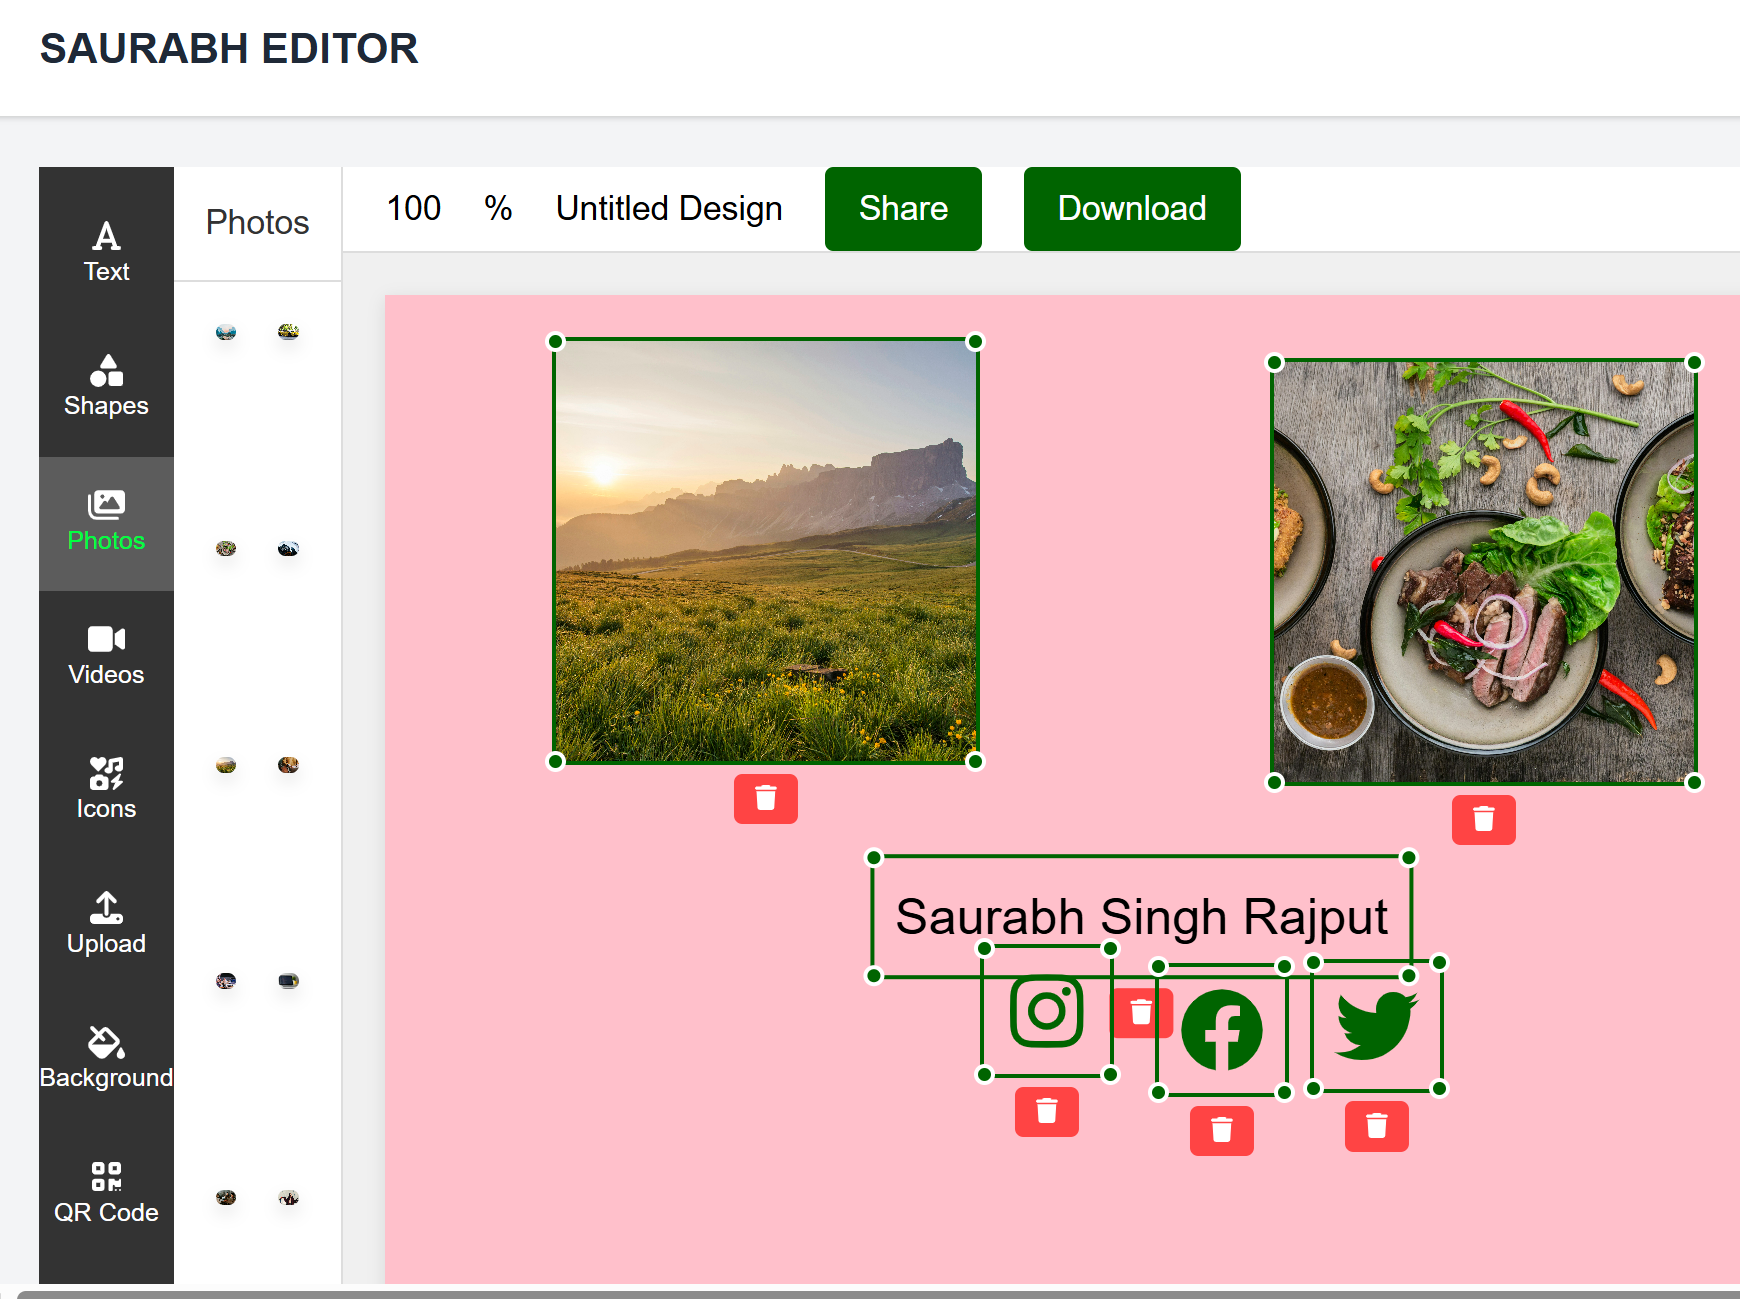 SAURABH EDITOR
Text
Shapes
Photos
Videos
Icons
Upload
Background
QR Code
Photos
100 % Untitled Design Share Download
Saurabh Singh Rajput